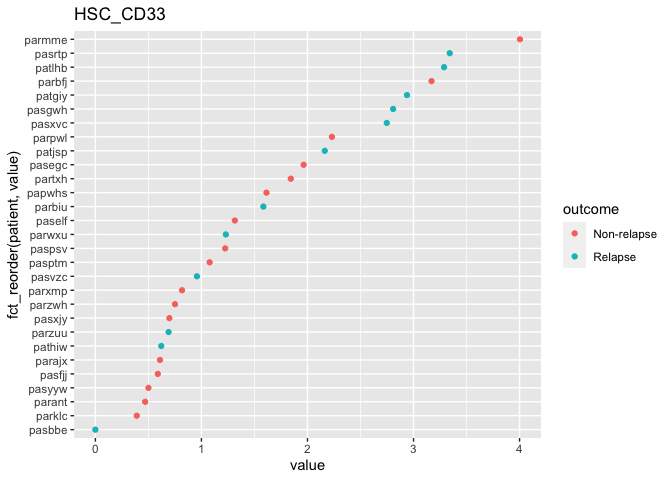 HSC_CD33
fct_reorder(patient, value)
parmme
pasrtp
patlhb
parbfj
patgiy
pasgwh
pasxvc
parpwl
patjsp
pasegc
partxh
papwhs
parbiu
paself
parwxu
paspsv
pasptm
pasvzc
parxmp
parzwh
pasxjy
parzuu
pathiw
parajx
pasfjj
pasyyw
parant
parklc
pasbbe
0 1 2 3 4
value
outcome
Non-relapse
Relapse